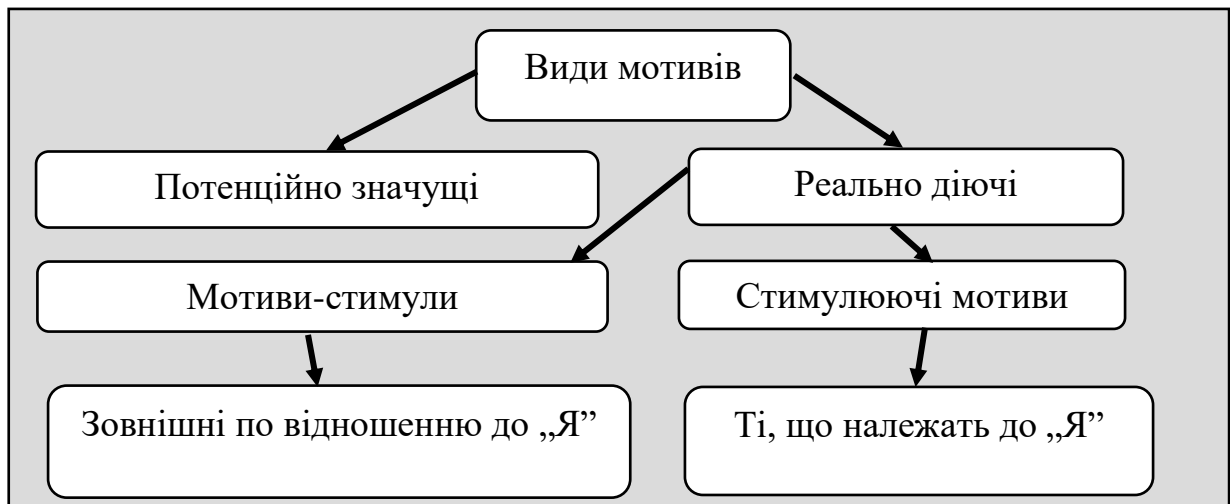 Види мотивів
Потенційно значущі
Реально діючі
Мотиви-стимули
Стимулюючі мотиви
Зовнішні по відношенню до „Я”
Ті, що належать до „Я”